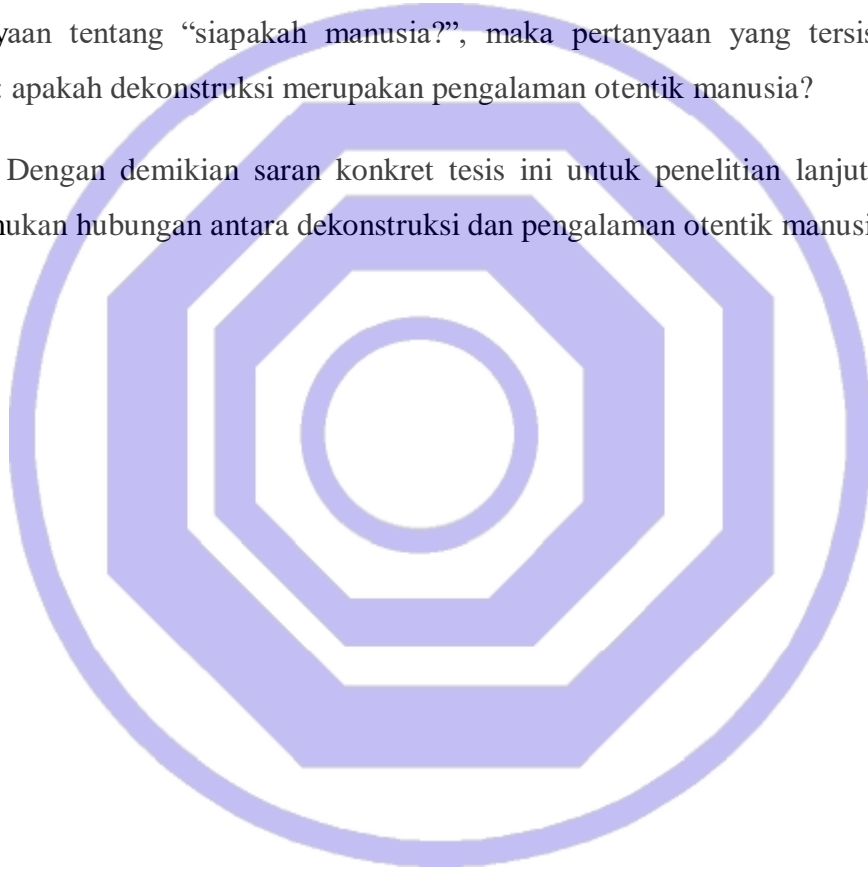 yaan tentang “siapakah manusia?”, maka pertanyaan yang tersis
: apakah dekonstruksi merupakan pengalaman otentik manusia?
Dengan demikian saran konkret tesis ini untuk penelitian lanjut
nukan hubungan antara dekonstruksi dan pengalaman otentik manusi